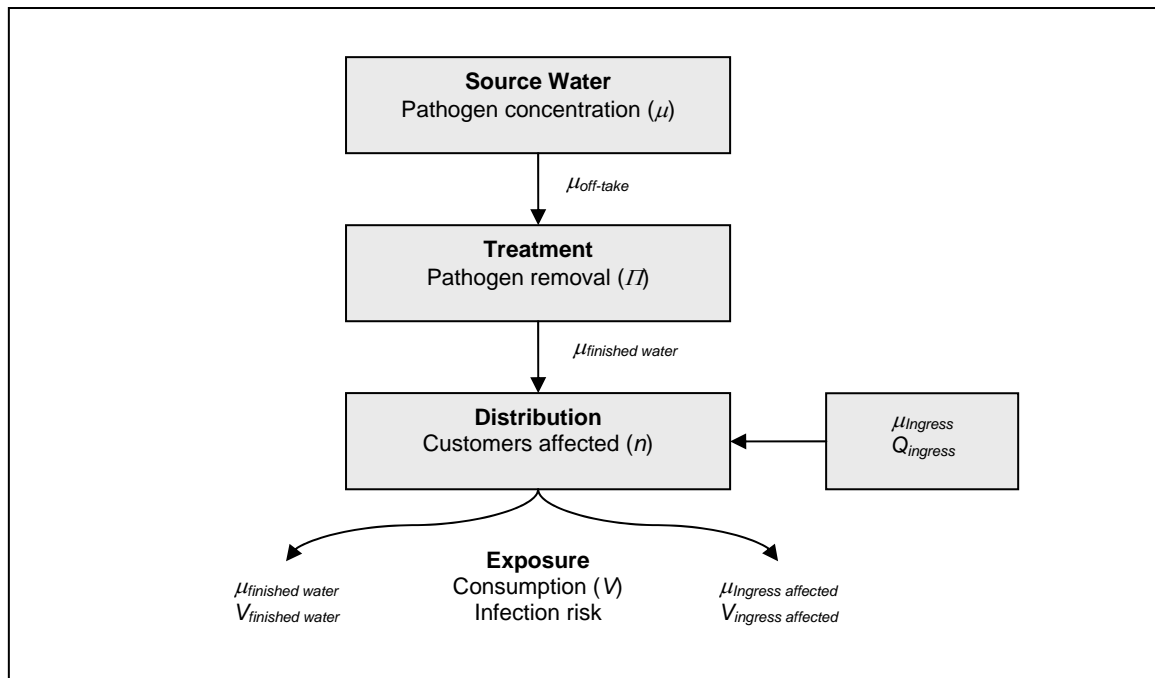 Source Water
Pathogen concentration (μ)
μoff-take
Treatment
Pathogen removal (Π)
μfinished water
Distribution
Customers affected (n)
μIngress
Qingress
Exposure
Consumption (V)
Infection risk
μfinished water
Vfinished water
μIngress affected
Vingress affected